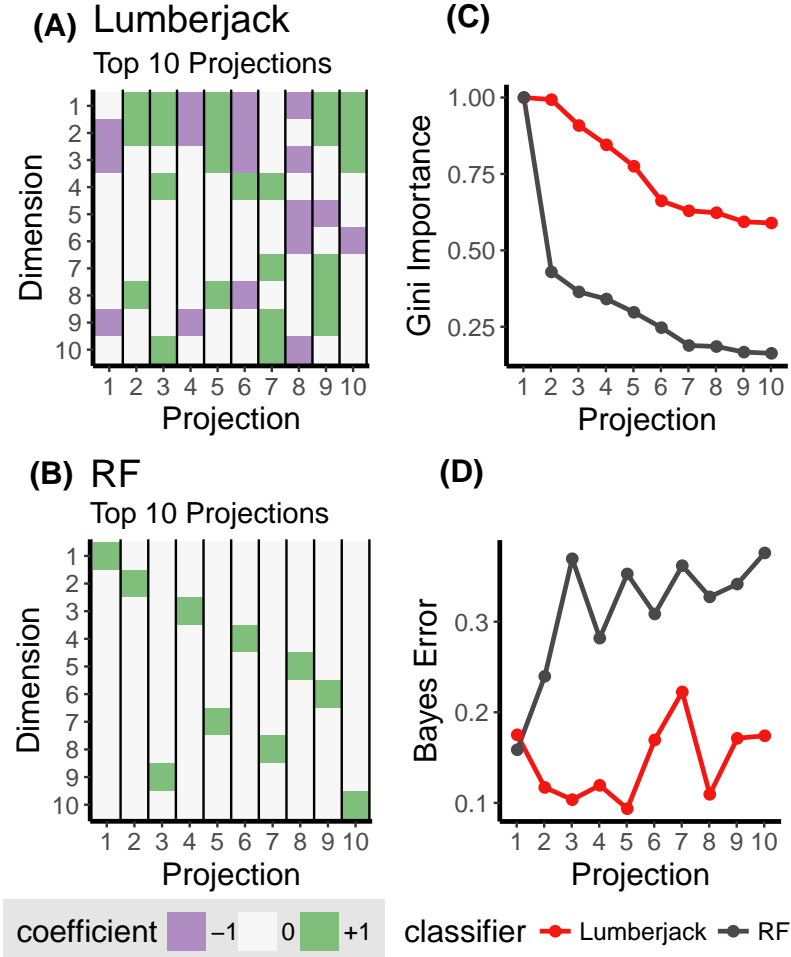 (A) Lumberjack
Top 10 Projections
Dimension
1
2
3
4
5
6
7
8
9
10
1 2 3 4 5 6 7 8 9 10
Projection
(C)
Gini Importance
1.00
0.75
0.50
0.25
1 2 3 4 5 6 7 8 9 10
Projection
(B) RF
Top 10 Projections
Dimension
1
2
3
4
5
6
7
8
9
10
1 2 3 4 5 6 7 8 9 10
Projection
(D)
Bayes Error
0.3
0.2
0.1
1 2 3 4 5 6 7 8 9 10
Projection
coefficient −1 0 +1
classifier Lumberjack RF